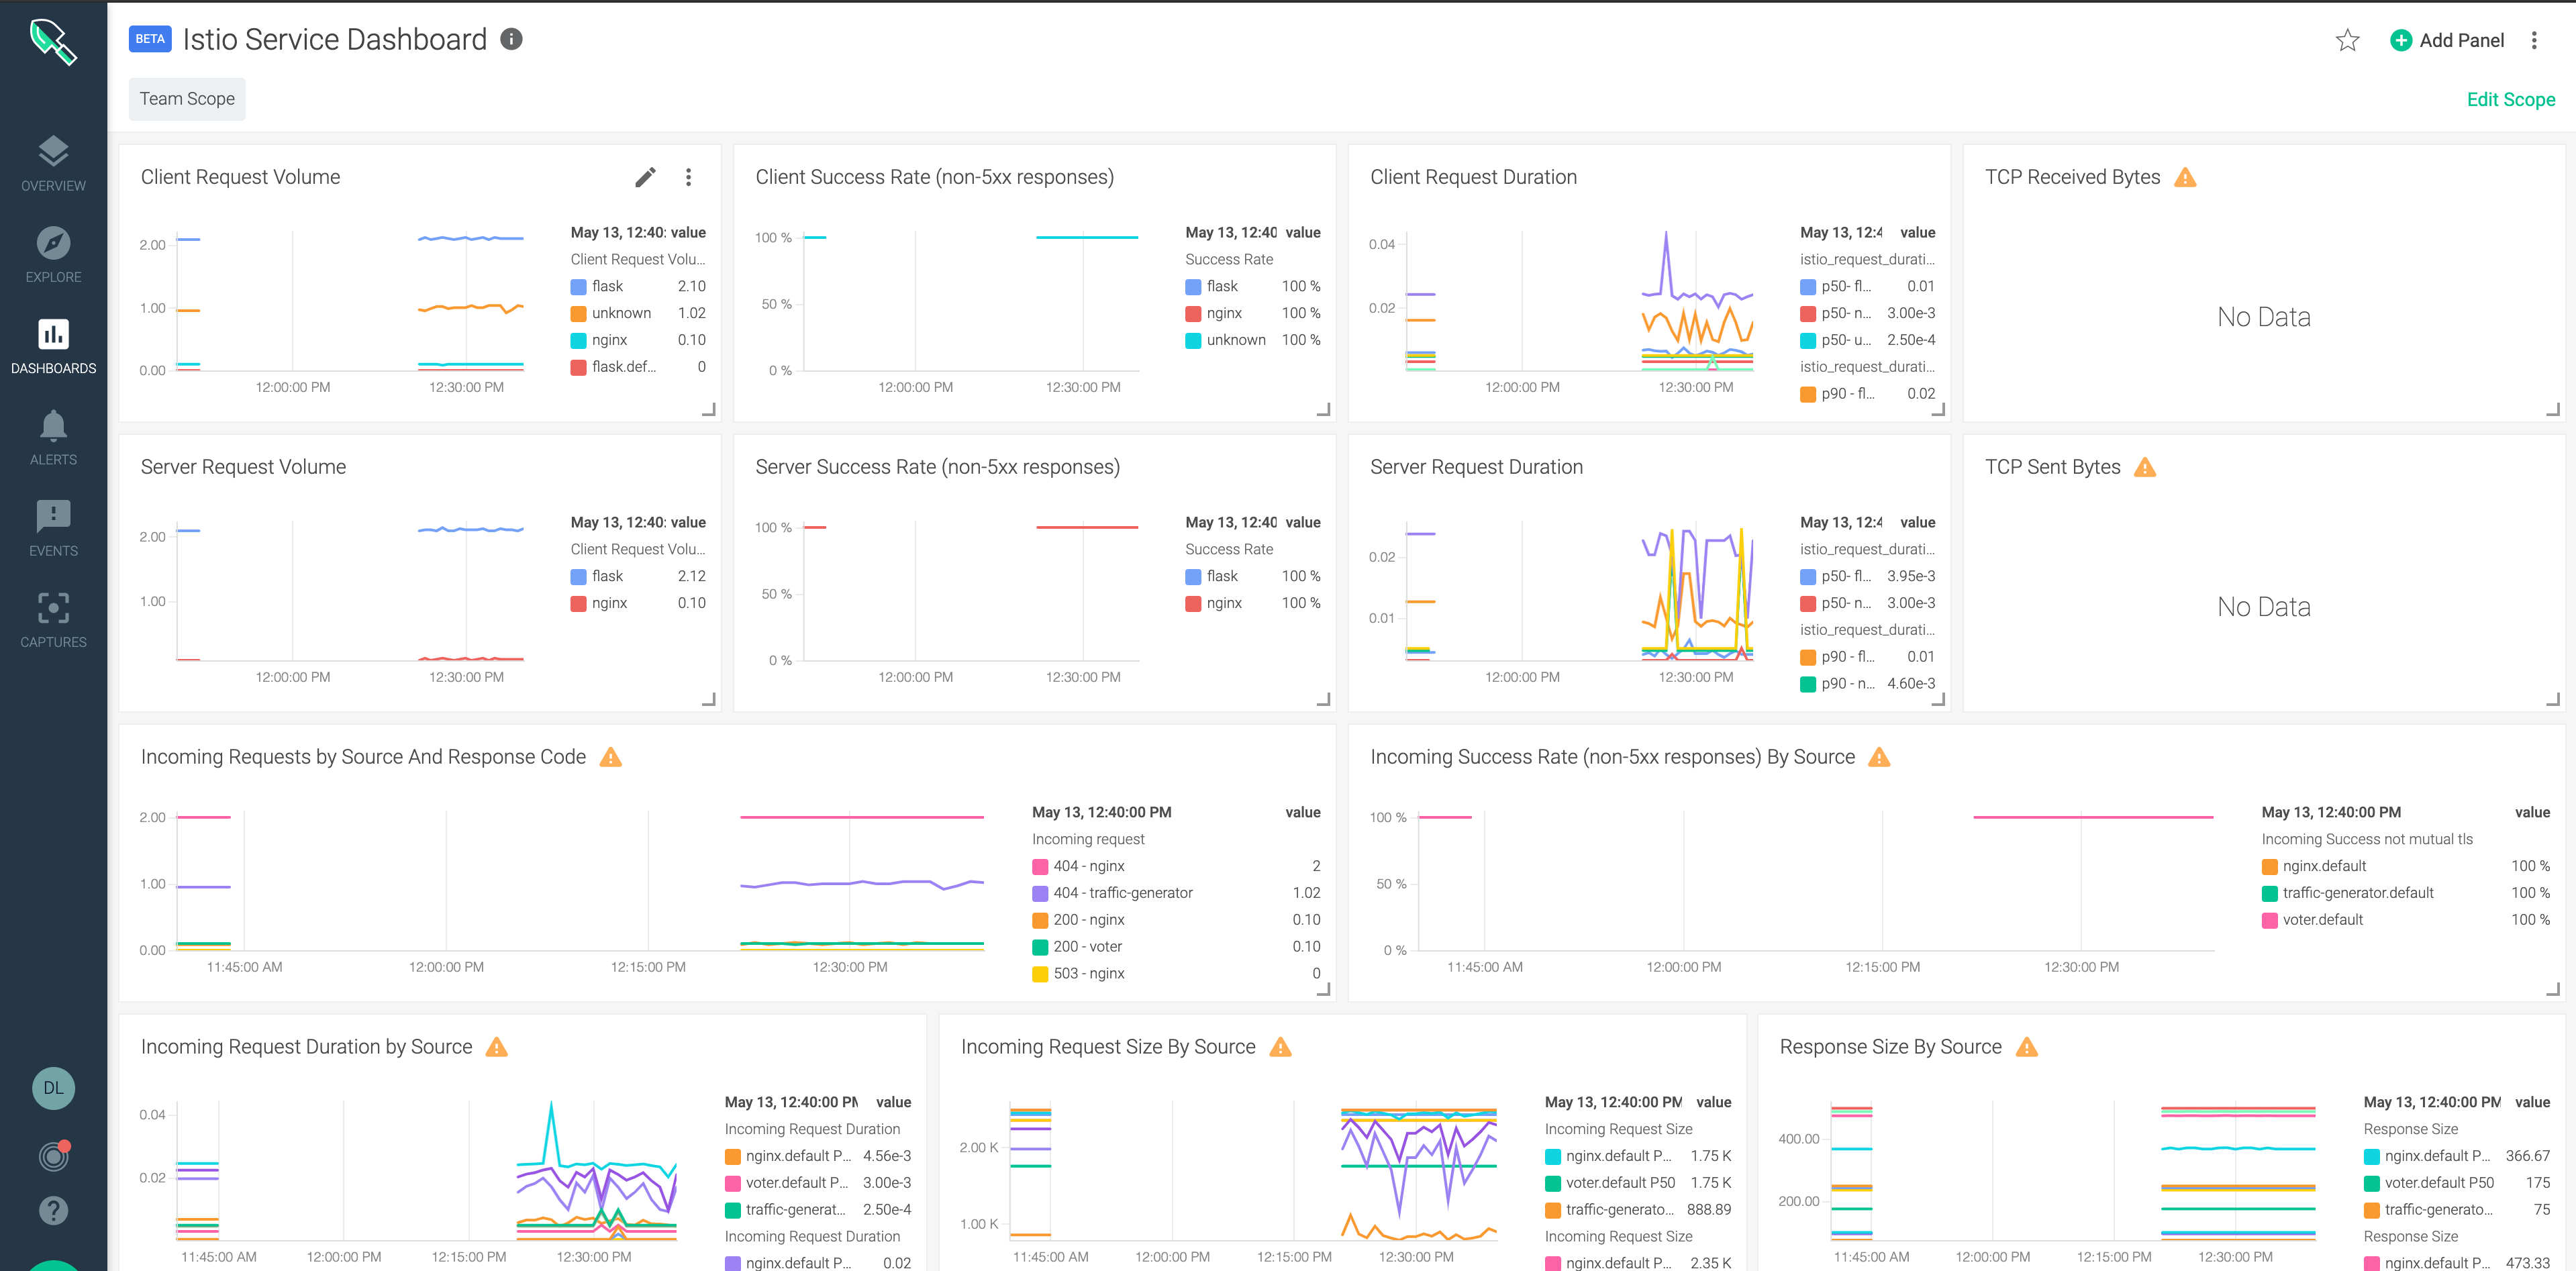 BETA Istio Service Dashboard
Add Panel
Team Scope
Edit Scope
OVERVIEW
EXPLORE
DASHBOARDS
ALERTS
EVENTS
CAPTURES
DL
Client Request Volume
2.00
1.00
0.00
12:00:00 PM 12:30:00 PM
May 13, 12:40: value
Client Request Volu...
flask 2.10
unknown 1.02
nginx 0.10
flask.def... 0
Client Success Rate (non-5xx responses)
100 %
50 %
0 %
12:00:00 PM 12:30:00 PM
May 13, 12:40 value
Success Rate
flask 100 %
nginx 100 %
unknown 100 %
Client Request Duration
0.04
0.02
12:00:00 PM 12:30:00 PM
May 13, 12:4 value
istio_request_durati...
p50- fl... 0.01
p50- n... 3.00e-3
p50- u... 2.50e-4
istio_request_durati...
p90 - fl... 0.02
TCP Received Bytes
No Data
Server Request Volume
2.00
1.00
12:00:00 PM 12:30:00 PM
May 13, 12:40: value
Client Request Volu...
flask 2.12
nginx 0.10
Server Success Rate (non-5xx responses)
100 %
50 %
0 %
12:00:00 PM 12:30:00 PM
May 13, 12:40 value
Success Rate
flask 100 %
nginx 100 %
Server Request Duration
0.02
0.01
12:00:00 PM 12:30:00 PM
May 13, 12:4 value
istio_request_durati...
p50- fl... 3.95e-3
p50- n... 3.00e-3
istio_request_durati...
p90 - fl... 0.01
p90 - n... 4.60e-3
TCP Sent Bytes
No Data
Incoming Requests by Source And Response Code
2.00
1.00
0.00
11:45:00 AM 12:00:00 PM 12:15:00 PM 12:30:00 PM
May 13, 12:40:00 PM value
Incoming request
404 - nginx 2
404 - traffic-generator 1.02
200 - nginx 0.10
200 - voter 0.10
503 - nginx 0
Incoming Success Rate (non-5xx responses) By Source
100 %
50 %
0 %
11:45:00 AM 12:00:00 PM 12:15:00 PM 12:30:00 PM
May 13, 12:40:00 PM value
Incoming Success not mutual tls
nginx.default 100 %
traffic-generator.default 100 %
voter.default 100 %
Incoming Request Duration by Source
0.04
0.02
11:45:00 AM 12:00:00 PM 12:15:00 PM 12:30:00 PM
May 13, 12:40:00 PM value
Incoming Request Duration
nginx.default P... 4.56e-3
voter.default P... 3.00e-3
traffic-generat... 2.50e-4
Incoming Request Duration
nginx.default P... 0.02
Incoming Request Size By Source
2.00 K
1.00 K
11:45:00 AM 12:00:00 PM 12:15:00 PM 12:30:00 PM
May 13, 12:40:00 PM value
Incoming Request Size
nginx.default P... 1.75 K
voter.default P50 1.75 K
traffic-generato... 888.89
Incoming Request Size
nginx.default P... 2.35 K
Response Size By Source
400.00
200.00
11:45:00 AM 12:00:00 PM 12:15:00 PM 12:30:00 PM
May 13, 12:40:00 PM value
Response Size
nginx.default P... 366.67
voter.default P50 175
traffic-generato... 75
Response Size
nginx.default P... 473.33